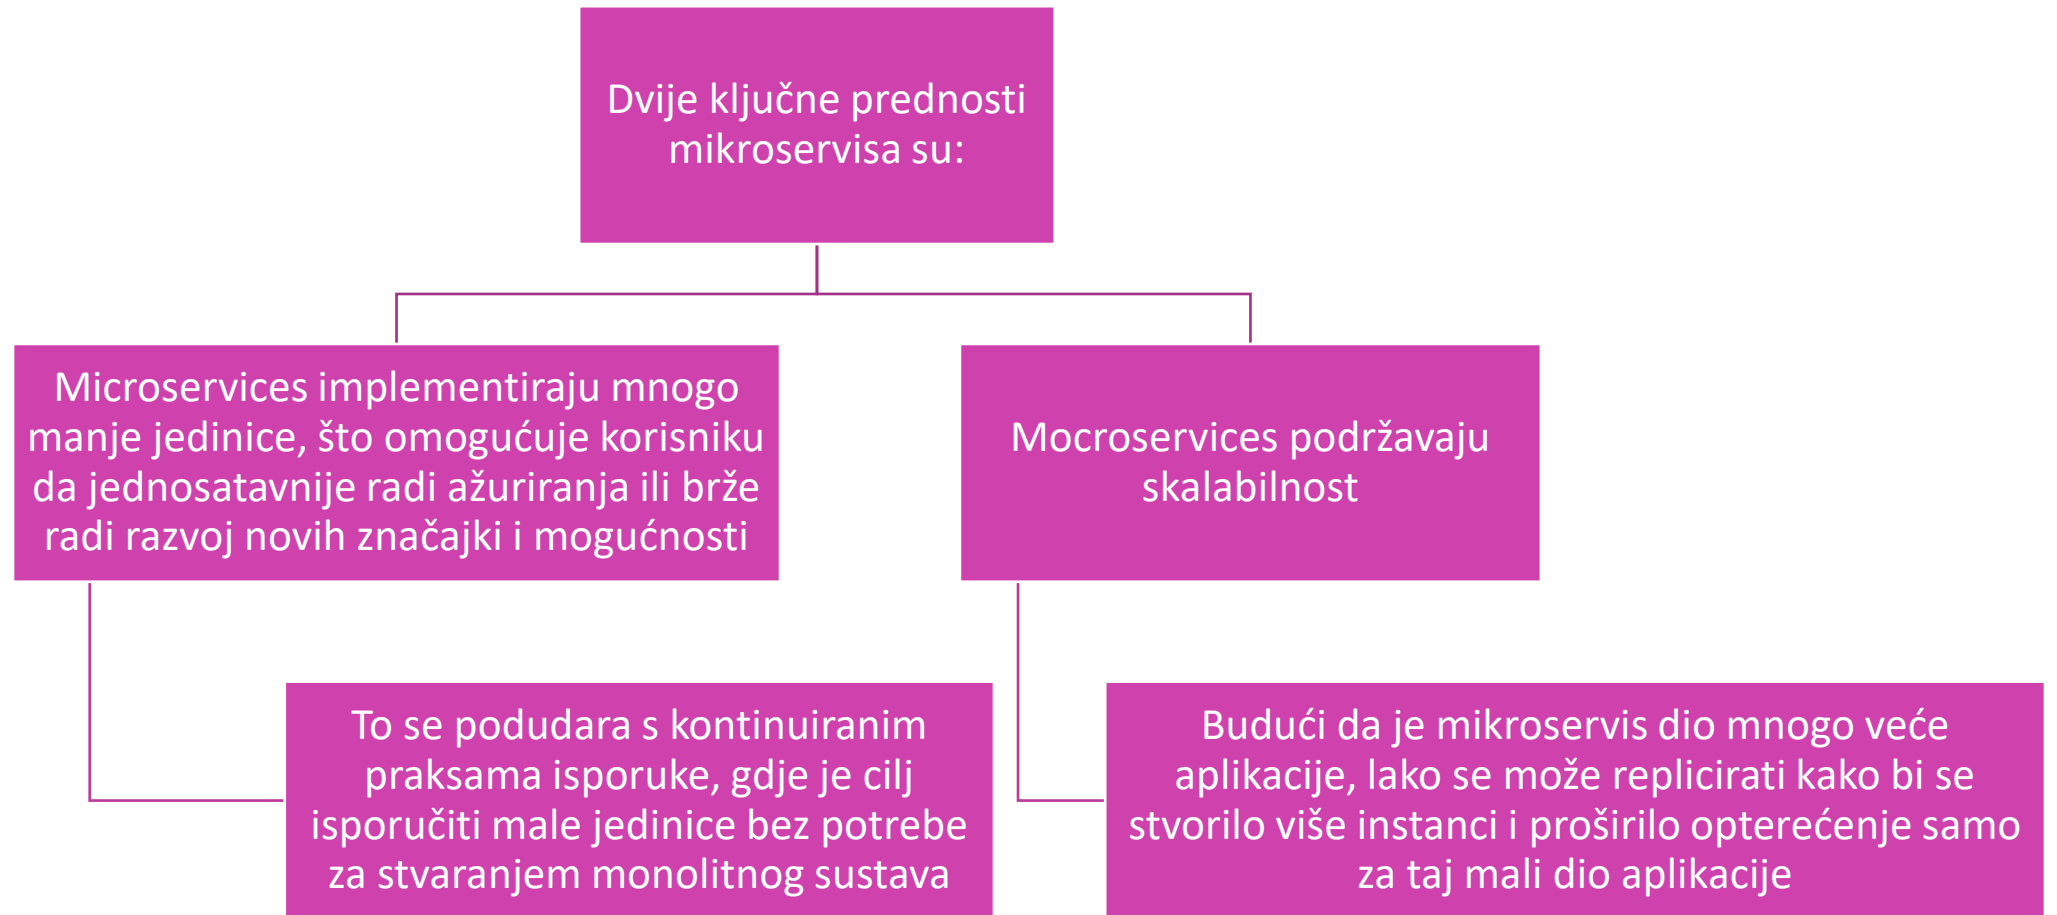 Dvije ključne prednosti
mikroservisa su:
Microservices implementiraju mnogo
manje jedinice, što omogućuje korisniku
da jednosatavnije radi ažuriranja ili brže
radi razvoj novih značajki i mogućnosti
To se podudara s kontinuiranim
praksama isporuke, gdje je cilj
isporučiti male jedinice bez potrebe
za stvaranjem monolitnog sustava
Mocroservices podržavaju
skalabilnost
Budući da je mikroservis dio mnogo veće
aplikacije, lako se može replicirati kako bi se
stvorilo više instanci i proširilo opterećenje samo
za taj mali dio aplikacije